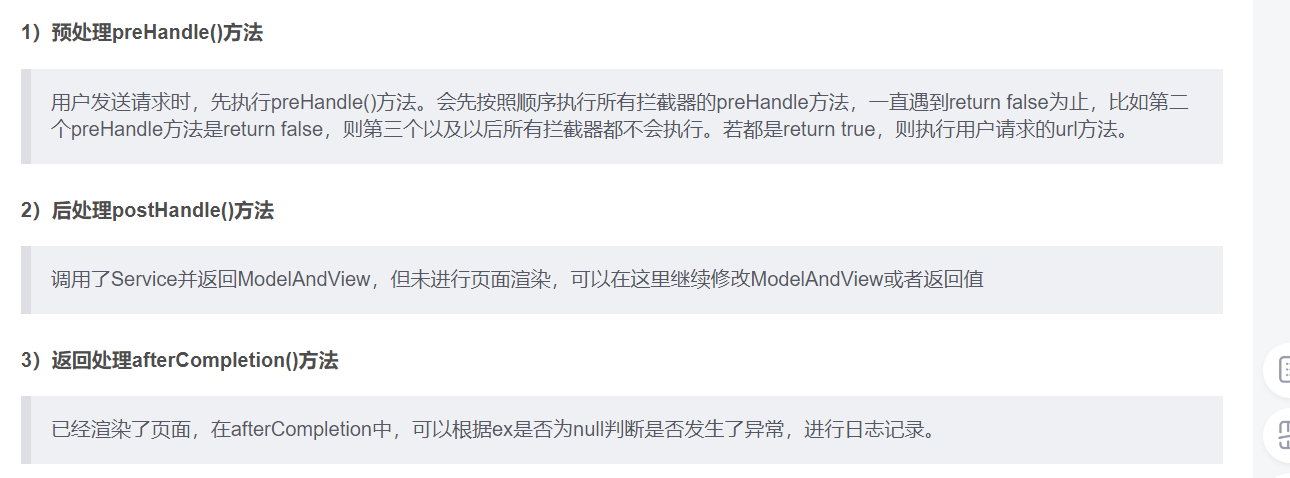 1）预处理preHandle()方法
用户发送请求时，先执行preHandle()方法。会先按照顺序执行所有拦截器的preHandle方法，一直遇到return false为止，比如第二
个preHandle方法是return false，则第三个以及以后所有拦截器都不会执行。若都是return true，则执行用户请求的url方法。
2）后处理postHandle()方法
调用了Service并返回ModelAndView，但未进行页面渲染，可以在这里继续修改ModelAndView或者返回值
3）返回处理afterCompletion()方法
已经渲染了页面，在afterCompletion中，可以根据ex是否为null判断是否发生了异常，进行日志记录。